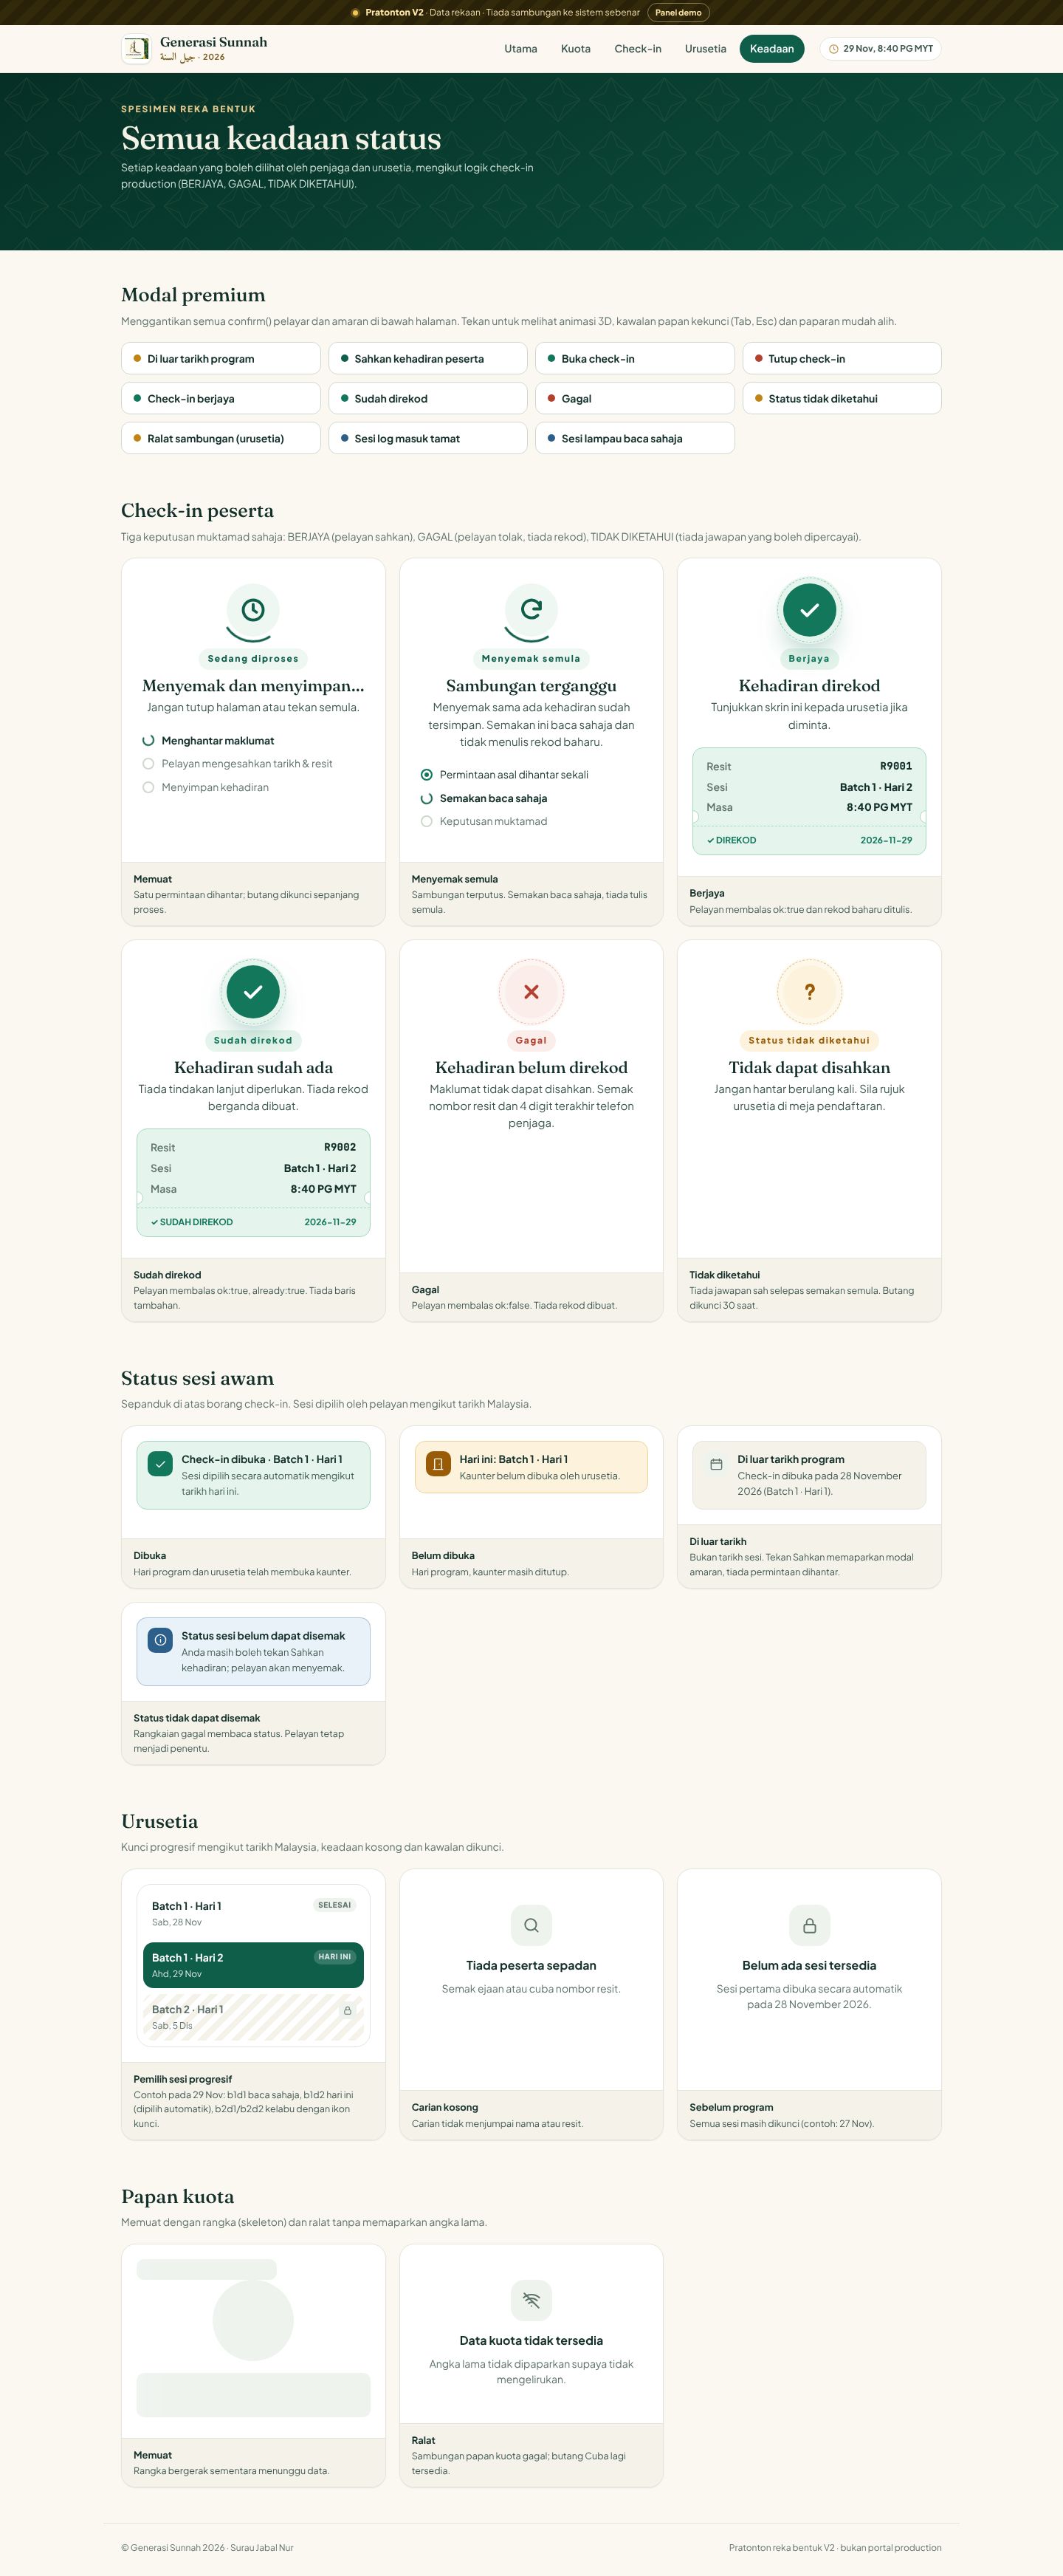 Pratonton V2 · Data rekaan · Tiada sambungan ke sistem sebenar Panel demo
Generasi Sunnah
جيل السنة · 2026
Utama Kuota Check-in Urusetia Keadaan 29 Nov, 8:40 PG MYT
SPESIMEN REKA BENTUK
Semua keadaan status
Setiap keadaan yang boleh dilihat oleh penjaga dan urusetia, mengikut logik check-in
production (BERJAYA, GAGAL, TIDAK DIKETAHUI).
Modal premium
Menggantikan semua confirm() pelayar dan amaran di bawah halaman. Tekan untuk melihat animasi 3D, kawalan papan kekunci (Tab, Esc) dan paparan mudah alih.
Di luar tarikh program
Sahkan kehadiran peserta
Buka check-in
Tutup check-in
Check-in berjaya
Sudah direkod
Gagal
Status tidak diketahui
Ralat sambungan (urusetia)
Sesi log masuk tamat
Sesi lampau baca sahaja
Check-in peserta
Tiga keputusan muktamad sahaja: BERJAYA (pelayan sahkan), GAGAL (pelayan tolak, tiada rekod), TIDAK DIKETAHUI (tiada jawapan yang boleh dipercayai).
Sedang diproses
Menyemak dan menyimpan...
Jangan tutup halaman atau tekan semula.
Menghantar maklumat
Pelayan mengesahkan tarikh & resit
Menyimpan kehadiran
Memuat
Satu permintaan dihantar; butang dikunci sepanjang
proses.
Menyemak semula
Sambungan terganggu
Menyemak sama ada kehadiran sudah
tersimpan. Semakan ini baca sahaja dan
tidak menulis rekod baharu.
Permintaan asal dihantar sekali
Semakan baca sahaja
Keputusan muktamad
Menyemak semula
Sambungan terputus. Semakan baca sahaja, tiada tulis
semula.
Berjaya
Kehadiran direkod
Tunjukkan skrin ini kepada urusetia jika
diminta.
Resit R9001
Sesi Batch 1 · Hari 2
Masa 8:40 PG MYT
✓ DIREKOD 2026-11-29
Berjaya
Pelayan membalas ok:true dan rekod baharu ditulis.
Sudah direkod
Kehadiran sudah ada
Tiada tindakan lanjut diperlukan. Tiada rekod
berganda dibuat.
Resit R9002
Sesi Batch 1 · Hari 2
Masa 8:40 PG MYT
✓ SUDAH DIREKOD 2026-11-29
Sudah direkod
Pelayan membalas ok:true, already:true. Tiada baris
tambahan.
Gagal
Kehadiran belum direkod
Maklumat tidak dapat disahkan. Semak
nombor resit dan 4 digit terakhir telefon
penjaga.
Gagal
Pelayan membalas ok:false. Tiada rekod dibuat.
?
Status tidak diketahui
Tidak dapat disahkan
Jangan hantar berulang kali. Sila rujuk
urusetia di meja pendaftaran.
Tidak diketahui
Tiada jawapan sah selepas semakan semula. Butang
dikunci 30 saat.
Status sesi awam
Sepanduk di atas borang check-in. Sesi dipilih oleh pelayan mengikut tarikh Malaysia.
Check-in dibuka · Batch 1 · Hari 1
Sesi dipilih secara automatik mengikut
tarikh hari ini.
Dibuka
Hari program dan urusetia telah membuka kaunter.
Hari ini: Batch 1 · Hari 1
Kaunter belum dibuka oleh urusetia.
Belum dibuka
Hari program, kaunter masih ditutup.
Di luar tarikh program
Check-in dibuka pada 28 November
2026 (Batch 1 · Hari 1).
Di luar tarikh
Bukan tarikh sesi. Tekan Sahkan memaparkan modal
amaran, tiada permintaan dihantar.
Status sesi belum dapat disemak
Anda masih boleh tekan Sahkan
kehadiran; pelayan akan menyemak.
Status tidak dapat disemak
Rangkaian gagal membaca status. Pelayan tetap
menjadi penentu.
Urusetia
Kunci progresif mengikut tarikh Malaysia, keadaan kosong dan kawalan dikunci.
Batch 1 · Hari 1 SELESAI
Sab, 28 Nov
Batch 1 · Hari 2 HARI INI
Ahd, 29 Nov
Batch 2 · Hari 1
Sab, 5 Dis
Pemilih sesi progresif
Contoh pada 29 Nov: b1d1 baca sahaja, b1d2 hari ini
(dipilih automatik), b2d1/b2d2 kelabu dengan ikon
kunci.
Tiada peserta sepadan
Semak ejaan atau cuba nombor resit.
Carian kosong
Carian tidak menjumpai nama atau resit.
Belum ada sesi tersedia
Sesi pertama dibuka secara automatik
pada 28 November 2026.
Sebelum program
Semua sesi masih dikunci (contoh: 27 Nov).
Papan kuota
Memuat dengan rangka (skeleton) dan ralat tanpa memaparkan angka lama.
Memuat
Rangka bergerak sementara menunggu data.
Data kuota tidak tersedia
Angka lama tidak dipaparkan supaya tidak
mengelirukan.
Ralat
Sambungan papan kuota gagal; butang Cuba lagi
tersedia.
© Generasi Sunnah 2026 · Surau Jabal Nur
Pratonton reka bentuk V2 · bukan portal production